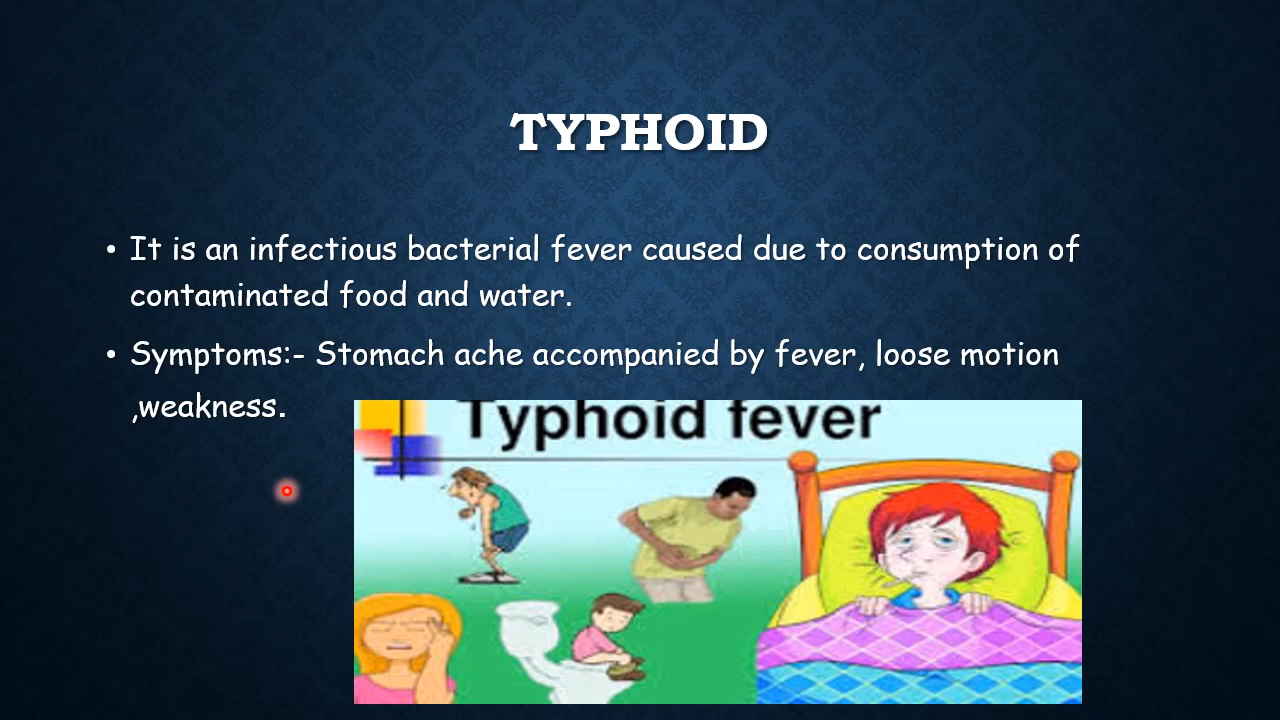 TYPHOID
• It is an infectious bacterial fever caused due to consumption of
contaminated food and water.
• Symptoms:- Stomach ache accompanied by fever, loose motion
,weakness.
Typhoid fever